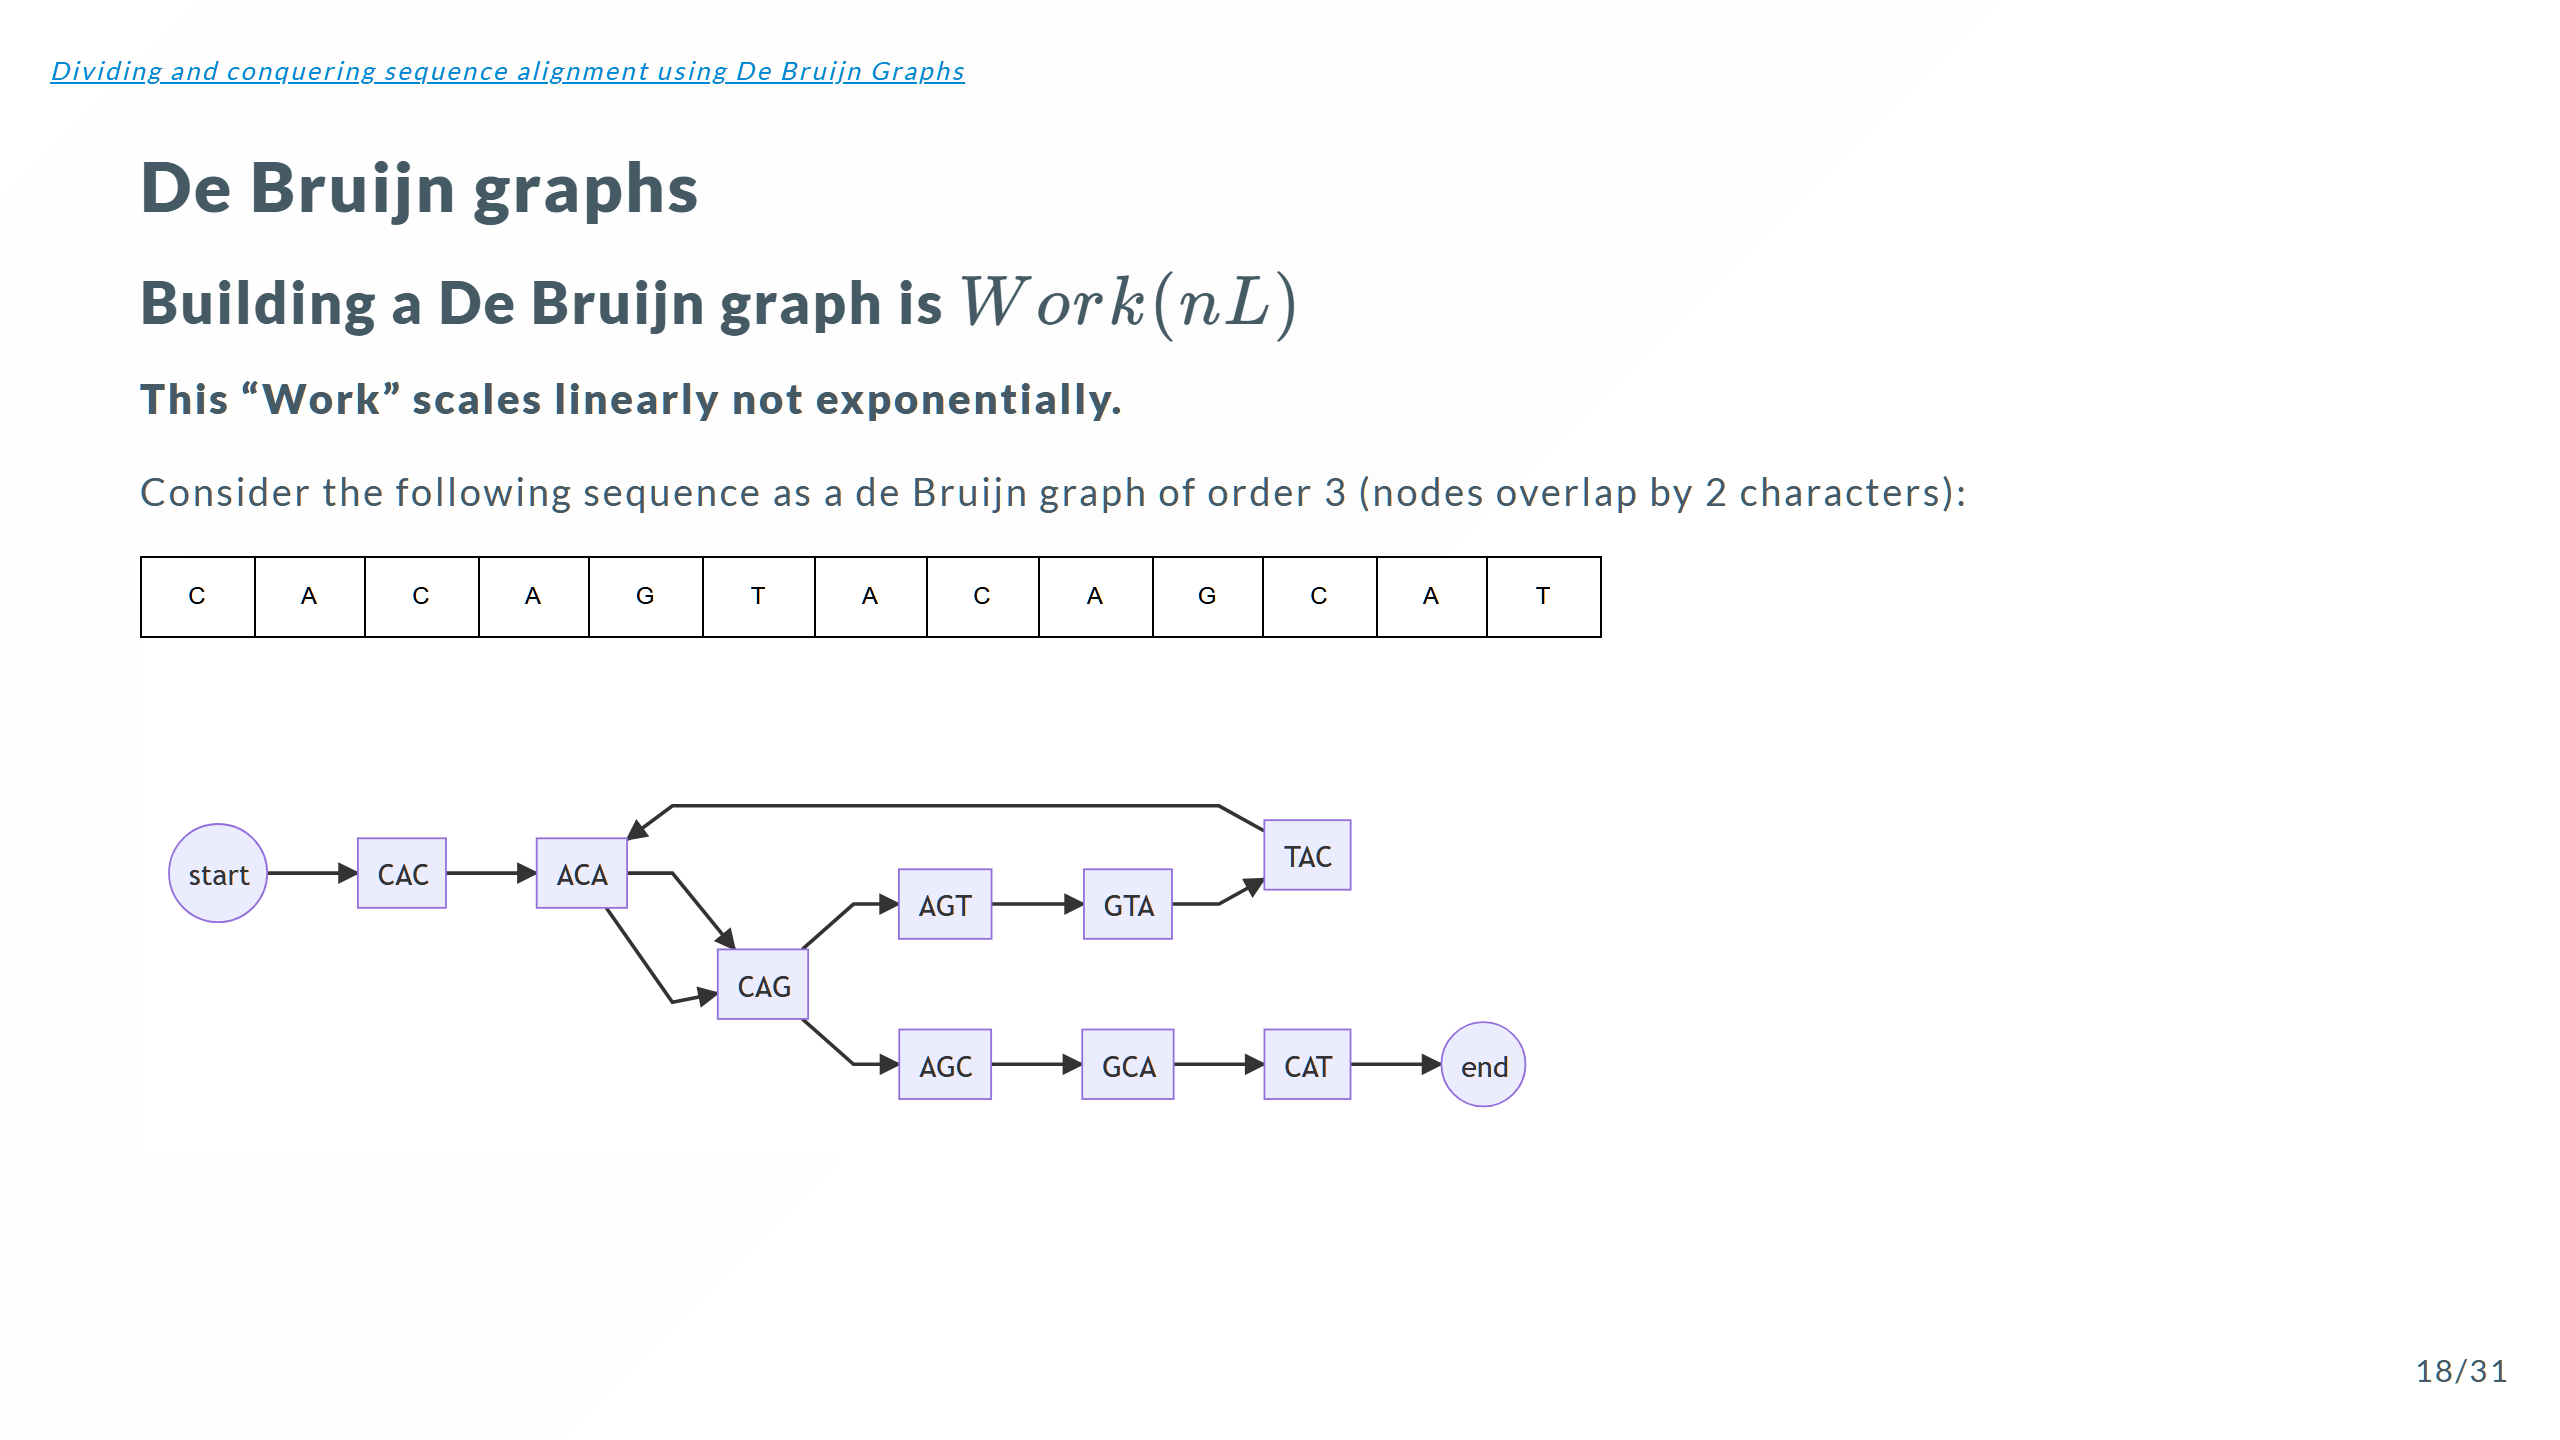 Dividing and conquering sequence alignment using De Bruijn Graphs
De Bruijn graphs
Building a De Bruijn graph is Work(nL)
This “Work” scales linearly not exponentially.
Consider the following sequence as a de Bruijn graph of order 3 (nodes overlap by 2 characters):
C A C A G T A C A G C A T
start CAC ACA CAG AGT GTA TAC
AGC GCA CAT end
18/31